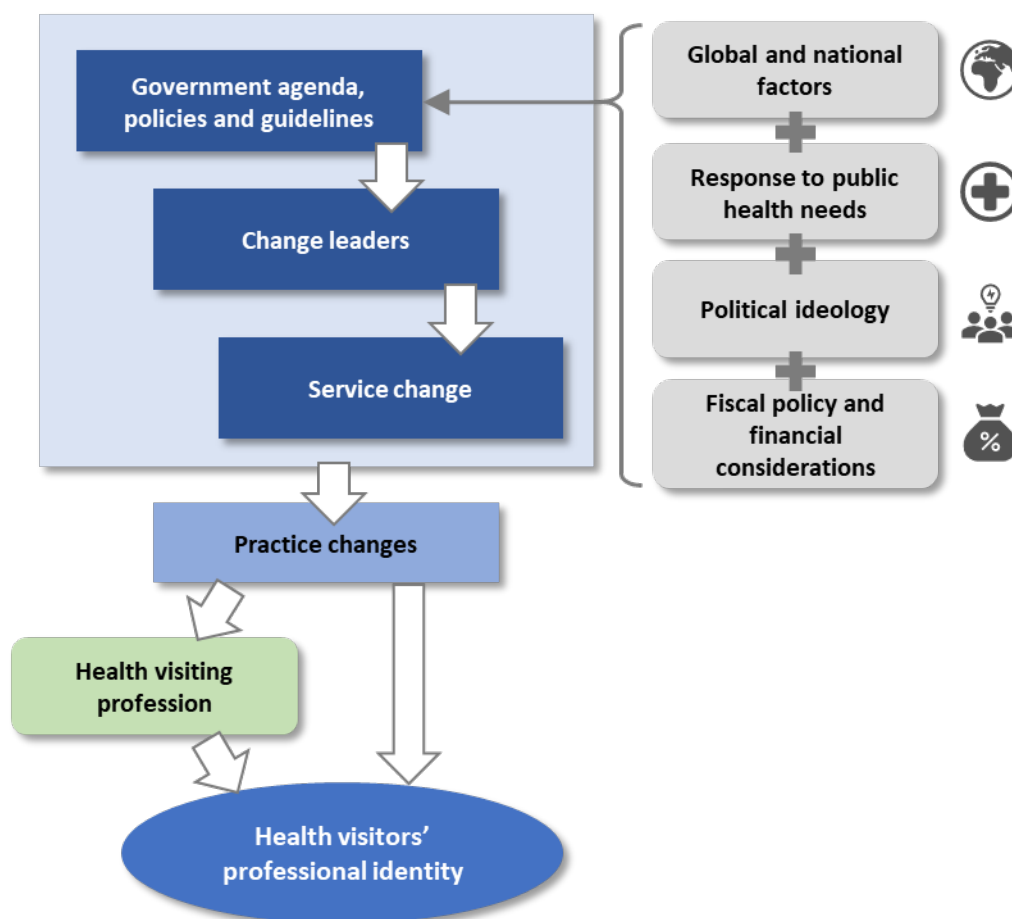 Government agenda,
policies and guidelines
Change leaders
Service change
Global and national
factors
Response to public
health needs
Political ideology
Fiscal policy and
financial
considerations
%
Practice changes
Health visiting
profession
Health visitors’
professional identity